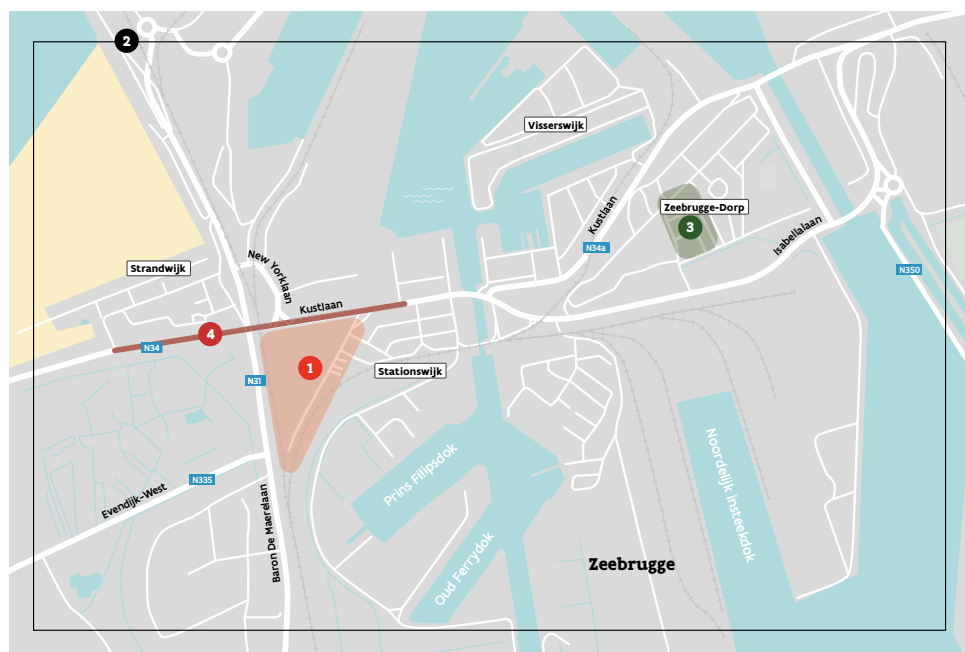 2
Visserswijk
Zeebrugge-Dorp
3
Kustlaan
Isabellalaan
N34a
N350
New Yorklaan
Strandwijk
Kustlaan
4
N34
1
Stationswijk
N31
Prins Filipsdok
Noordelijk insteekdok
N335
Evendijk-West
Baron De Maerelaan
Oud Ferrydok
Zeebrugge